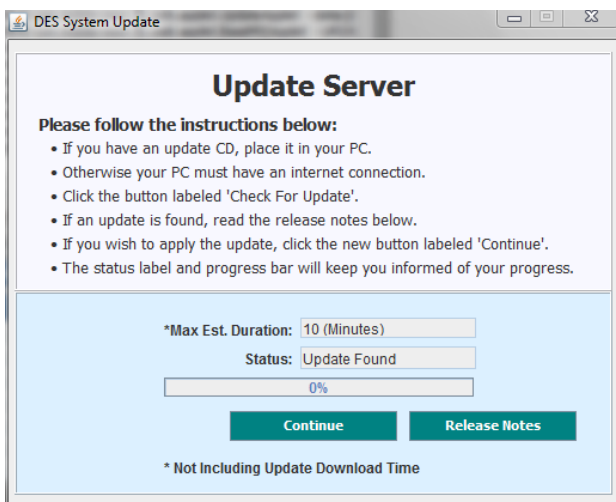 DES System Update
Update Server
Please follow the instructions below:
• If you have an update CD, place it in your PC.
• Otherwise your PC must have an internet connection.
• Click the button labeled 'Check For Update'.
• If an update is found, read the release notes below.
• If you wish to apply the update, click the new button labeled 'Continue'.
• The status label and progress bar will keep you informed of your progress.
*Max Est. Duration: 10 (Minutes)
Status: Update Found
0%
Continue Release Notes
* Not Including Update Download Time